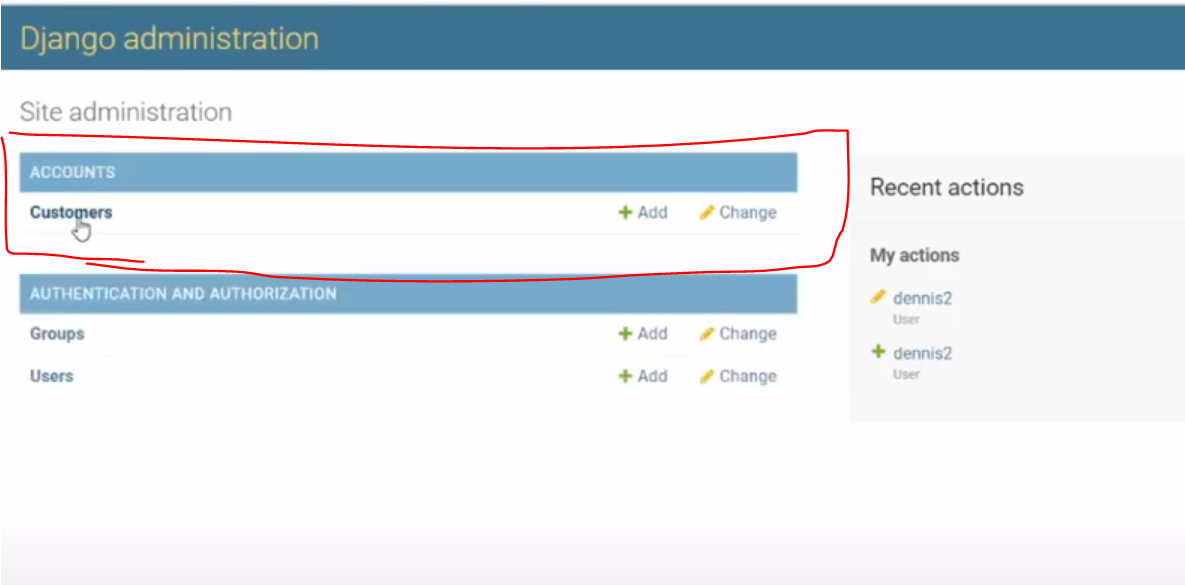 Django administration
Site administration
ACCOUNTS
Customers Add Change
AUTHENTICATION AND AUTHORIZATION
Groups Add Change
Users Add Change
Recent actions
My actions
dennis2
User
dennis2
User